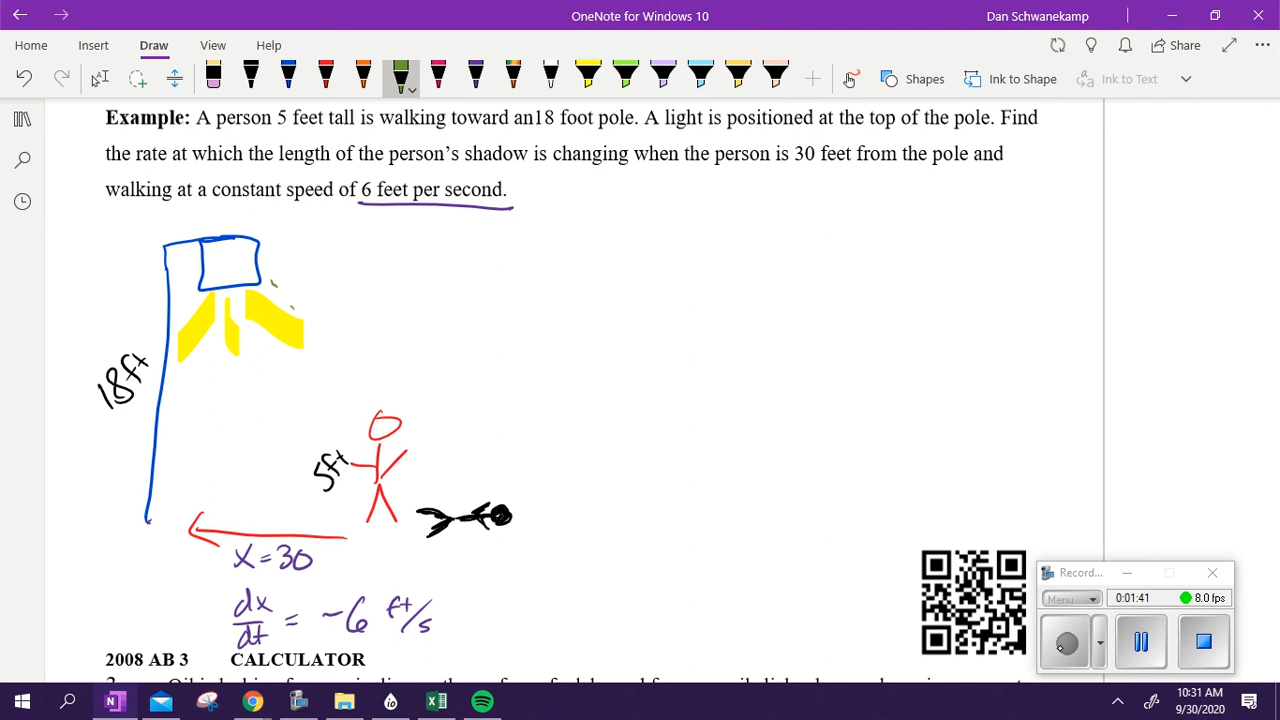 OneNote for Windows 10
Dan Schwanekamp
Home Insert Draw View Help
Share
Shapes
Ink to Shape
Ink to Text
Example: A person 5 feet tall is walking toward an18 foot pole. A light is positioned at the top of the pole. Find
the rate at which the length of the person's shadow is changing when the person is 30 feet from the pole and
walking at a constant speed of 6 feet per second.
18ft
5ft
x = 30
dx/dt = -6 ft/s
Record...
Menu
0:01:41
8.0 fps
2008 AB 3 CALCULATOR
10:31 AM
9/30/2020